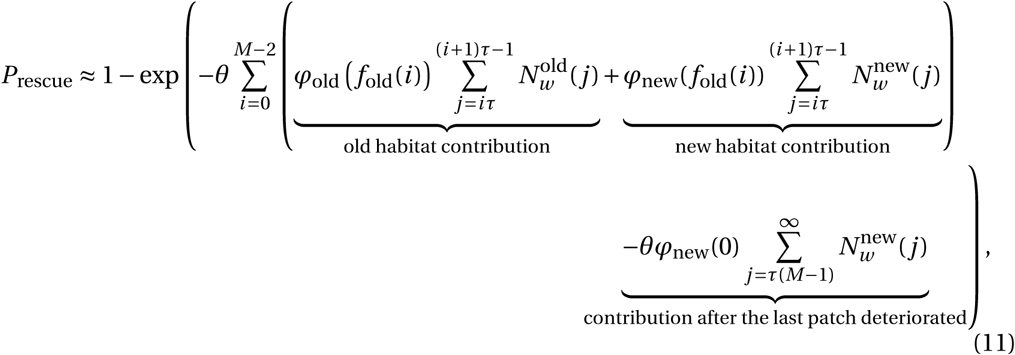 P_rescue ≈ 1 − exp ( −θ ∑_{i=0}^{M−2} ( φ_old (f_old(i)) ∑_{j=iτ}^{(i+1)τ−1} N_w^old(j) + φ_new(f_old(i)) ∑_{j=iτ}^{(i+1)τ−1} N_w^new(j) )
old habitat contribution new habitat contribution
−θφ_new(0) ∑_{j=τ(M−1)}^{∞} N_w^new(j) ) ,
contribution after the last patch deteriorated
(11)